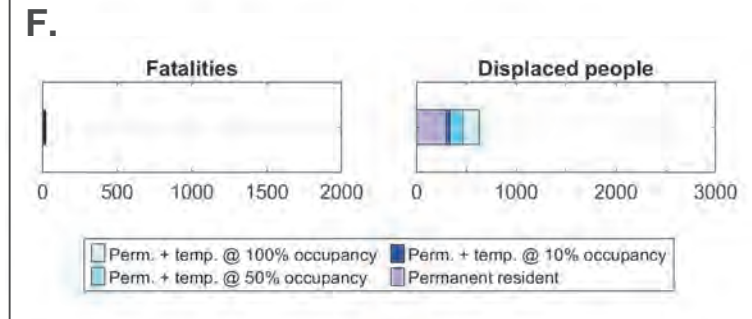 F.
Fatalities
Displaced people
0 500 1000 1500 2000
0 1000 2000 3000
Perm. + temp. @ 100% occupancy
Perm. + temp. @ 10% occupancy
Perm. + temp. @ 50% occupancy
Permanent resident